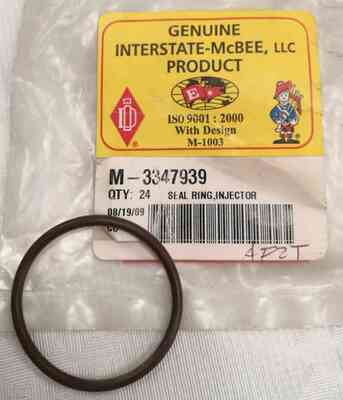 GENUINE
INTERSTATE-McBEE, LLC
PRODUCT
ISO 9001 : 2000
With Design
M-1003
M-3347939
QTY: 24 SEAL RING,INJECTOR
08/19/09